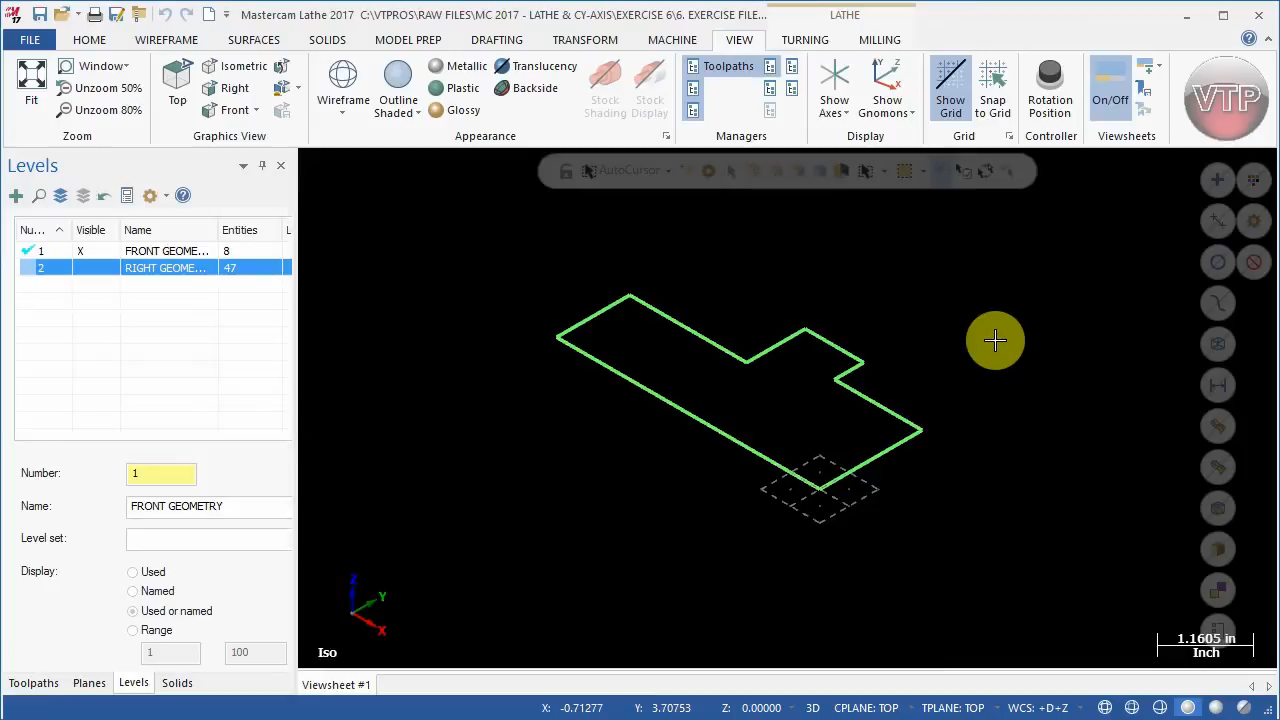 Mastercam Lathe 2017 C:\VTPROS\RAW FILES\MC 2017 - LATHE & CY-AXIS\EXERCISE 6\6. EXERCISE FILE... LATHE
FILE HOME WIREFRAME SURFACES SOLIDS MODEL PREP DRAFTING TRANSFORM MACHINE VIEW TURNING MILLING
Fit
Window
Unzoom 50%
Unzoom 80%
Zoom
Top
Isometric
Right
Front
Graphics View
Wireframe
Outline Shaded
Metallic
Plastic
Glossy
Translucency
Backside
Stock Shading
Stock Display
Appearance
Toolpaths
Managers
Show Axes
Show Gnomons
Display
Show Grid
Snap to Grid
Grid
Rotation Position
Controller
On/Off
Viewsheets
VTP
Levels
Nu... Visible Name Entities L
1 X FRONT GEOME... 8
2 RIGHT GEOME... 47
Number: 1
Name: FRONT GEOMETRY
Level set:
Display: Used
Named
Used or named
Range
1 100
Toolpaths Planes Levels Solids
AutoCursor
Z
Y
X
Iso
1.1605 in
Inch
Viewsheet #1
X: -0.71277 Y: 3.70753 Z: 0.00000 3D CPLANE: TOP TPLANE: TOP WCS: +D+Z